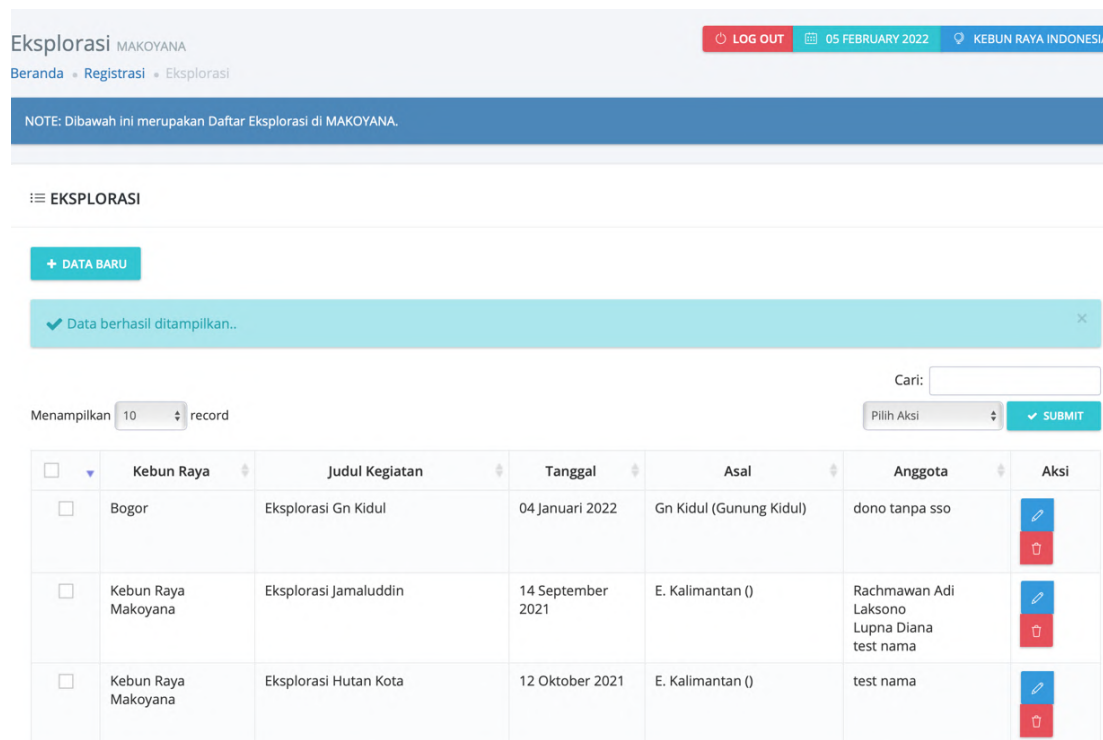 Eksplorasi MAKOYANA
LOG OUT
05 FEBRUARY 2022
KEBUN RAYA INDONESIA
Beranda Registrasi Eksplorasi
NOTE: Dibawah ini merupakan Daftar Eksplorasi di MAKOYANA.
EKSPLORASI
+ DATA BARU
Data berhasil ditampilkan..
×
Cari:
Menampilkan 10 record
Pilih Aksi
SUBMIT
Kebun Raya Judul Kegiatan Tanggal Asal Anggota Aksi
Bogor Eksplorasi Gn Kidul 04 Januari 2022 Gn Kidul (Gunung Kidul) dono tanpa sso
Kebun Raya Eksplorasi Jamaluddin 14 September E. Kalimantan () Rachmawan Adi
Makoyana 2021 Laksono
Lupna Diana
test nama
Kebun Raya Eksplorasi Hutan Kota 12 Oktober 2021 E. Kalimantan () test nama
Makoyana